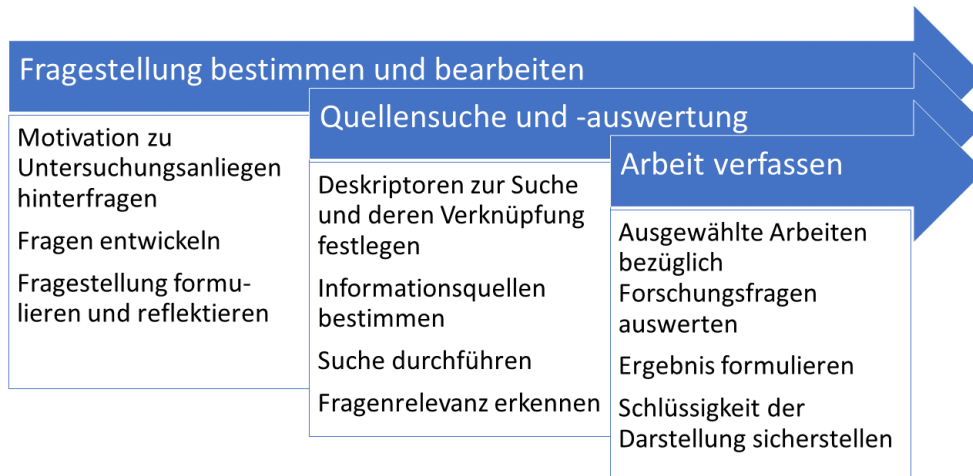 Fragestellung bestimmen und bearbeiten
Motivation zu
Untersuchungsanliegen
hinterfragen
Fragen entwickeln
Fragestellung formu-
lieren und reflektieren
Quellensuche und -auswertung
Deskriptoren zur Suche
und deren Verknüpfung
festlegen
Informationsquellen
bestimmen
Suche durchführen
Fragenrelevanz erkennen
Arbeit verfassen
Ausgewählte Arbeiten
bezüglich
Forschungsfragen
auswerten
Ergebnis formulieren
Schlüssigkeit der
Darstellung sicherstellen